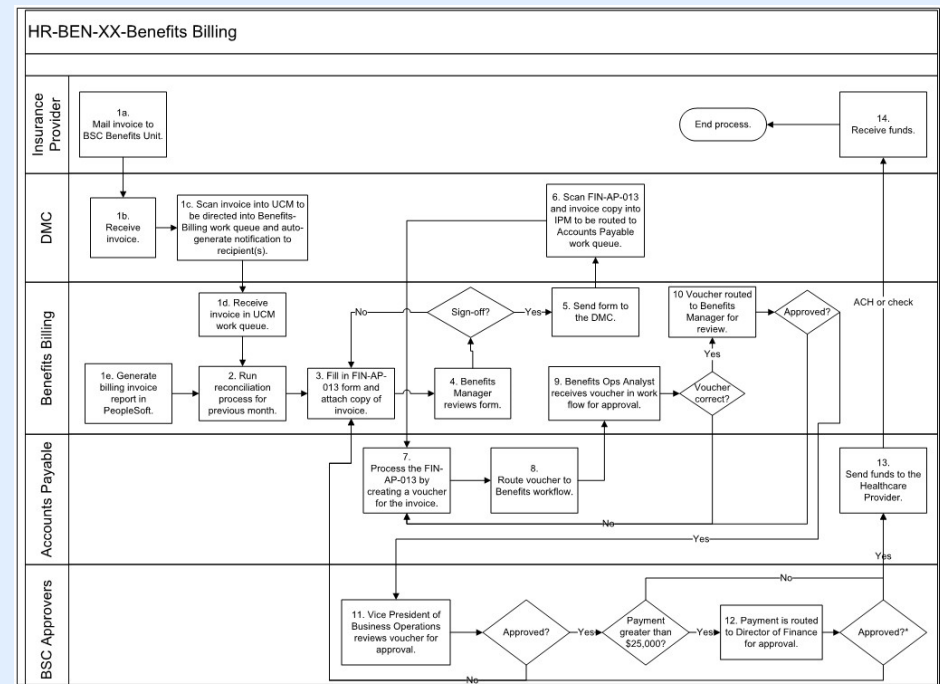 HR-BEN-XX-Benefits Billing
Insurance
Provider
1a.
Mail invoice to
BSC Benefits Unit.
End process.
14.
Receive funds.
DMC
1b.
Receive
invoice.
1c. Scan invoice into UCM to
be directed into Benefits-
Billing work queue and auto-
generate notification to
recipient(s).
6. Scan FIN-AP-013
and invoice copy into
IPM to be routed to
Accounts Payable
work queue.
Benefits Billing
1d. Receive
invoice in UCM
work queue.
No
Sign-off?
Yes
5. Send form to
the DMC.
10 Voucher routed
to Benefits
Manager for
review.
Approved?
ACH or check
Yes
1e. Generate
billing invoice
report in
PeopleSoft.
2. Run
reconciliation
process for
previous month.
3. Fill in FIN-AP-
013 form and
attach copy of
invoice.
4. Benefits
Manager
reviews form.
9. Benefits Ops Analyst
receives voucher in work
flow for approval.
Voucher
correct?
Accounts Payable
7.
Process the FIN-
AP-013 by
creating a voucher
for the invoice.
8.
Route voucher to
Benefits workflow.
13.
Send funds to the
Healthcare
Provider.
No
Yes
Yes
BSC Approvers
No
11. Vice President of
Business Operations
reviews voucher for
approval.
Approved?
Yes
Payment
greater than
$25,000?
Yes
12. Payment is routed
to Director of Finance
for approval.
Approved?*
No